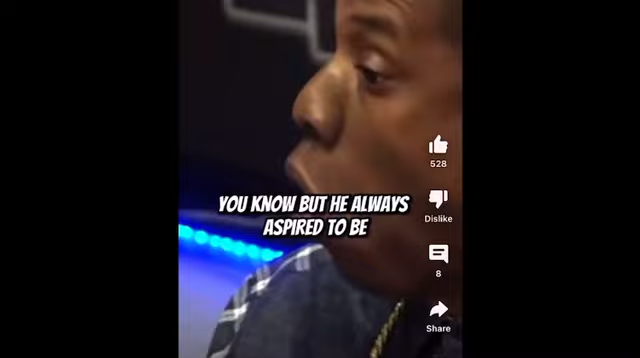 528
Dislike
8
Share
YOU KNOW BUT HE ALWAYS
ASPIRED TO BE